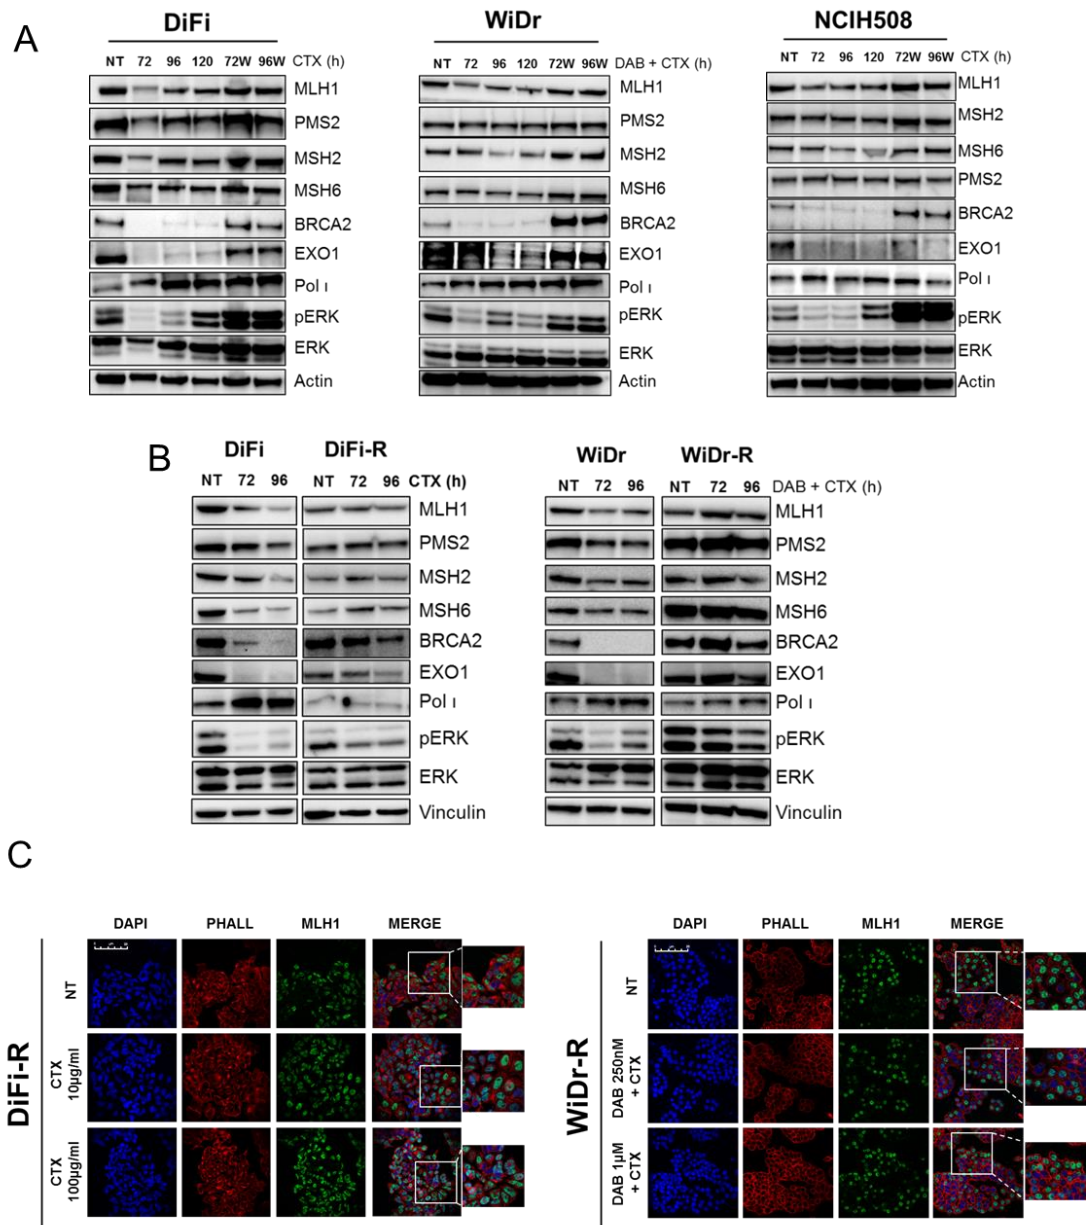 A
DiFi
NT 72 96 120 72W 96W CTX (h)
MLH1
PMS2
MSH2
MSH6
BRCA2
EXO1
Pol ι
pERK
ERK
Actin
WiDr
NT 72 96 120 72W 96W DAB + CTX (h)
MLH1
PMS2
MSH2
MSH6
BRCA2
EXO1
Pol ι
pERK
ERK
Actin
NCIH508
NT 72 96 120 72W 96W CTX (h)
MLH1
MSH2
MSH6
PMS2
BRCA2
EXO1
Pol ι
pERK
ERK
Actin
B
DiFi DiFi-R
NT 72 96 NT 72 96 CTX (h)
MLH1
PMS2
MSH2
MSH6
BRCA2
EXO1
Pol ι
pERK
ERK
Vinculin
WiDr WiDr-R
NT 72 96 NT 72 96 DAB + CTX (h)
MLH1
PMS2
MSH2
MSH6
BRCA2
EXO1
Pol ι
pERK
ERK
Vinculin
C
DiFi-R
DAPI PHALL MLH1 MERGE
NT
CTX
10µg/ml
CTX
100µg/ml
WiDr-R
DAPI PHALL MLH1 MERGE
NT
DAB 250nM
+ CTX
DAB 1µM
+ CTX